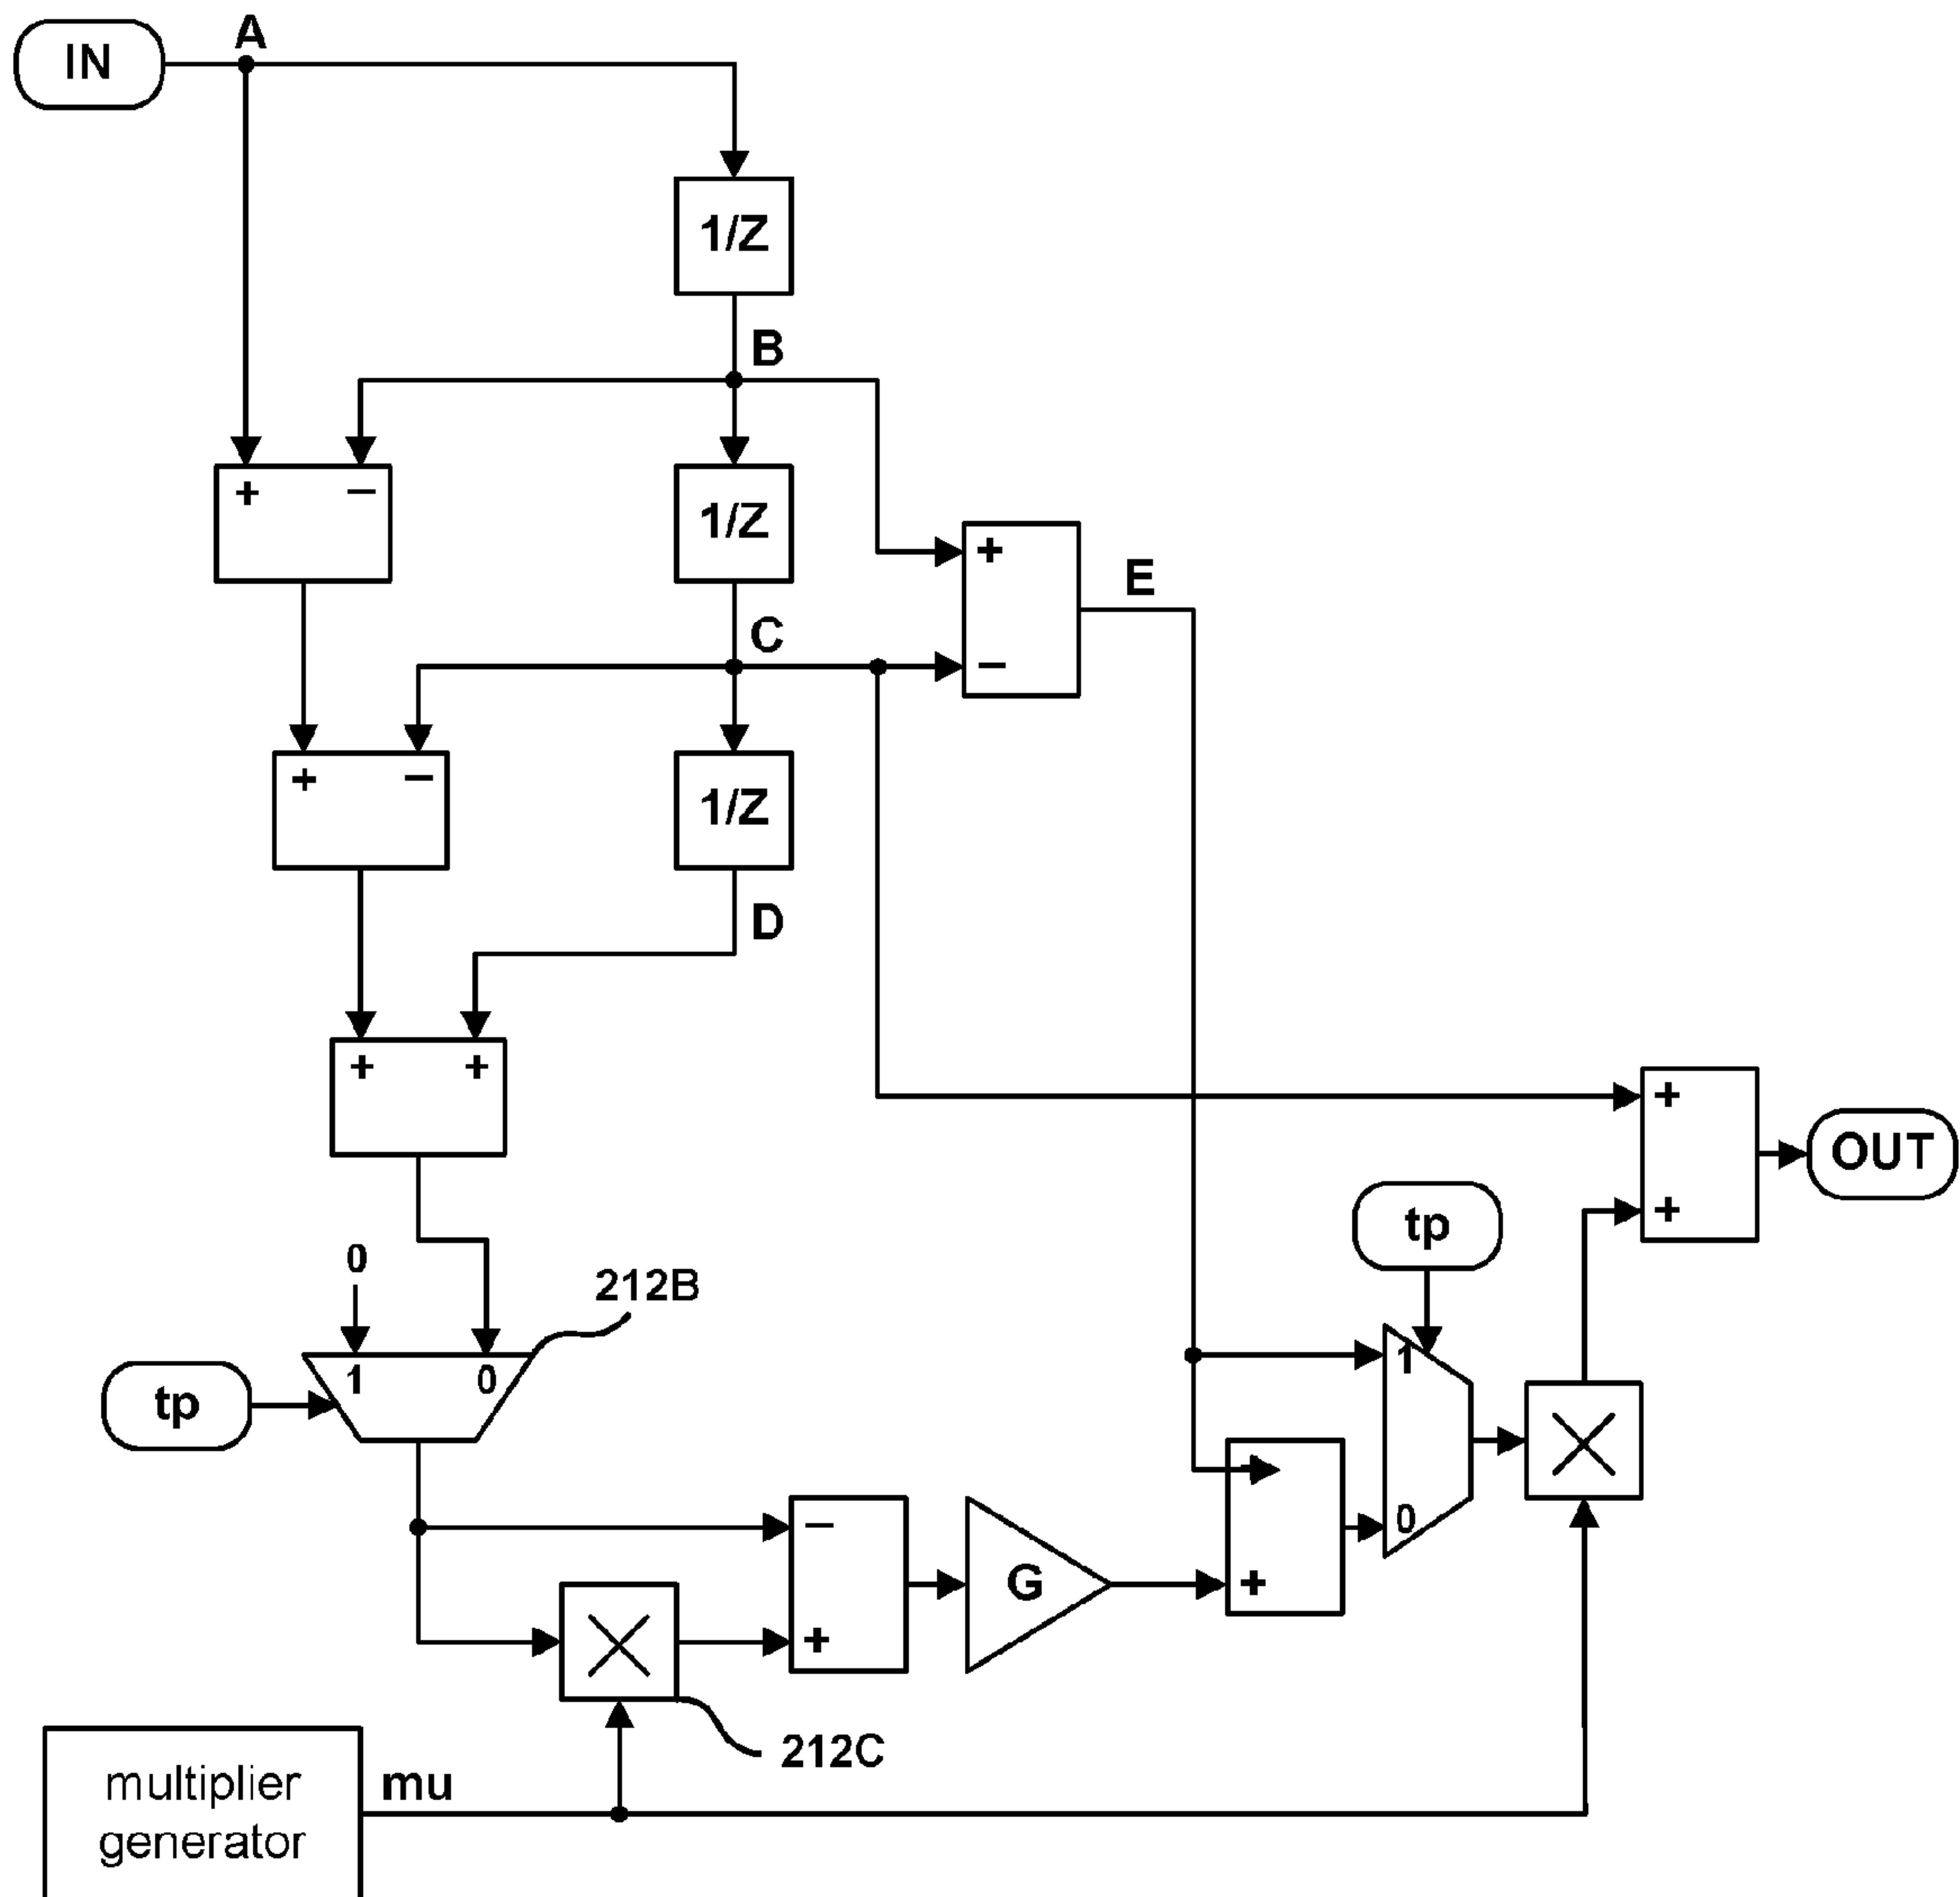 IN
A
1/Z
B
+ −
1/Z
+
E
C
−
+ −
1/Z
D
+ +
+
OUT
tp
+
0
212B
1 0
1
tp
−
0
G
+
+
212C
multiplier
generator
mu